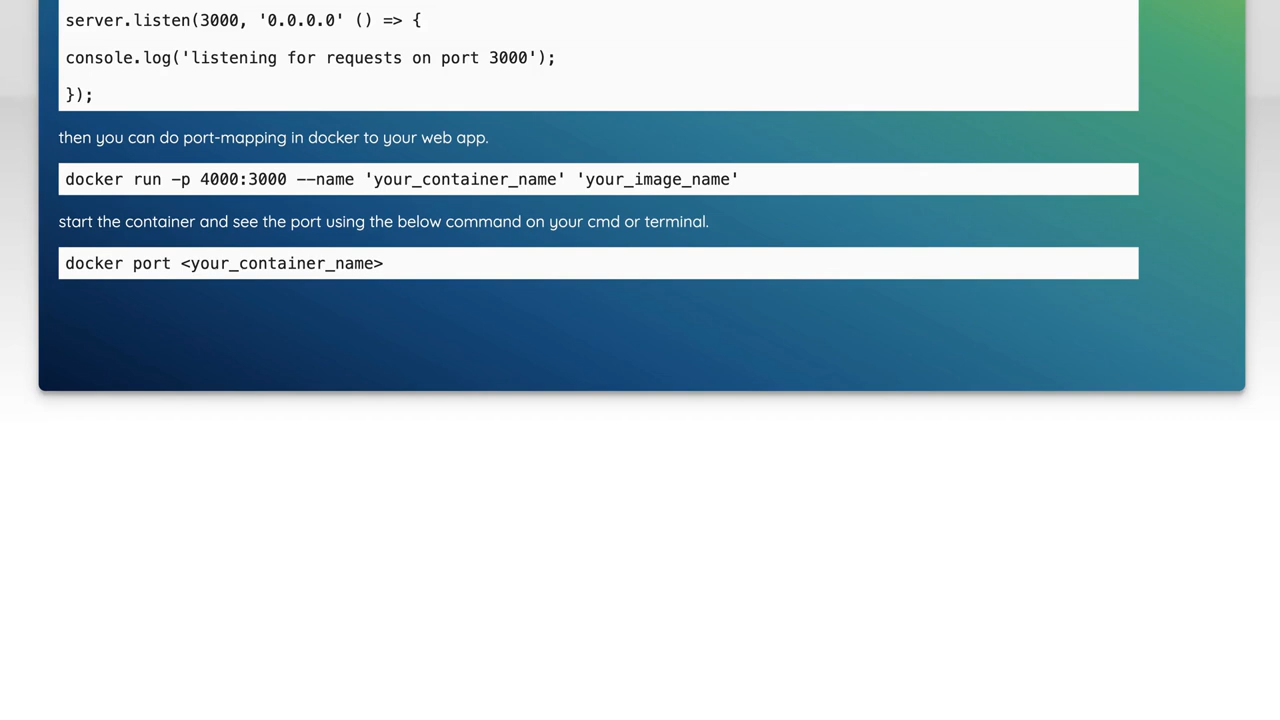 server.listen(3000, '0.0.0.0' () => {
console.log('listening for requests on port 3000');
});
then you can do port-mapping in docker to your web app.
docker run -p 4000:3000 --name 'your_container_name' 'your_image_name'
start the container and see the port using the below command on your cmd or terminal.
docker port <your_container_name>